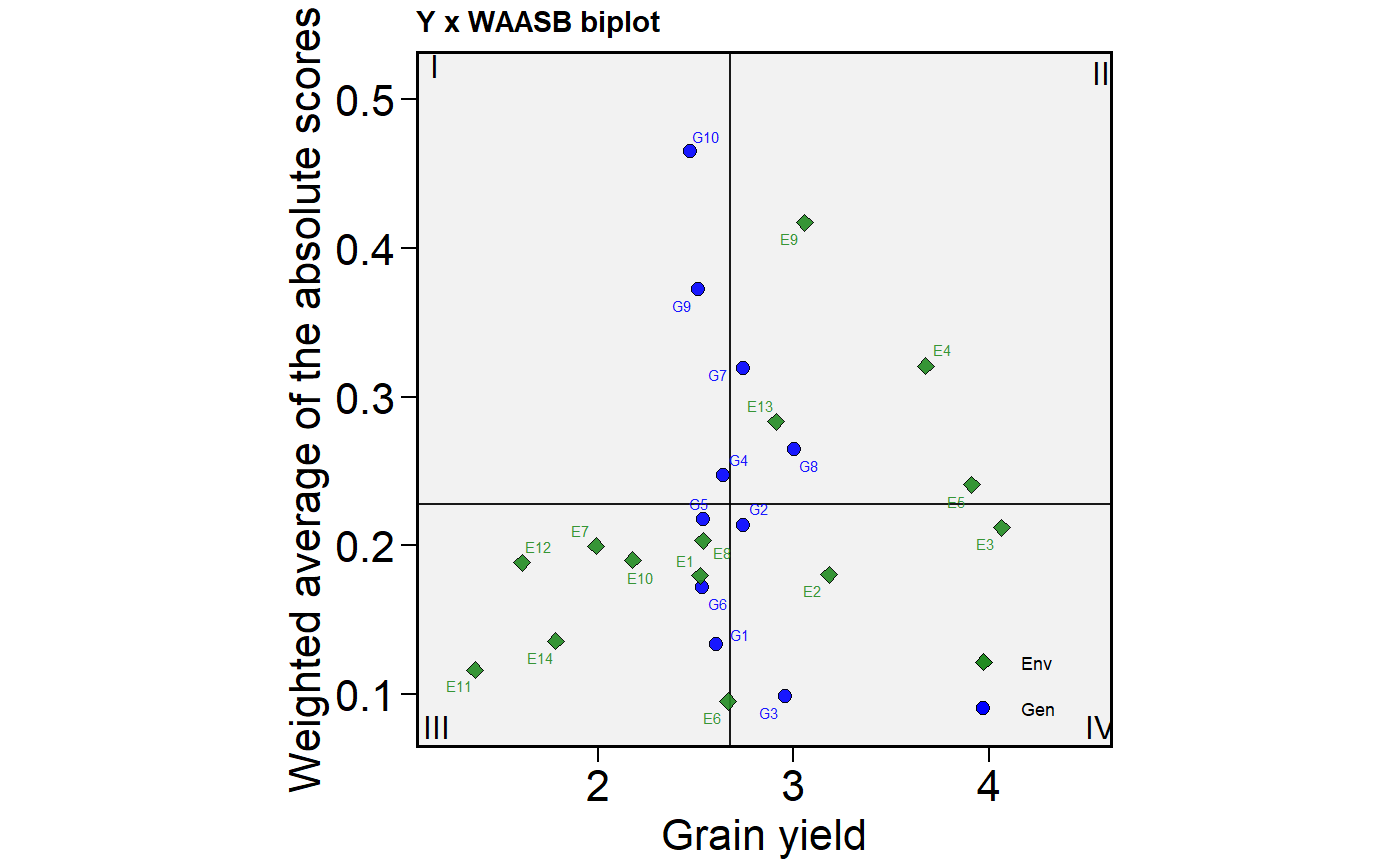 Y x WAASB biplot
Weighted average of the absolute scores
I
II
0.5
G10
E9
0.4
G9
E4
G7
0.3
E13
G4
G8
E5
G5
G2
E7
E12
E3
0.2
E8
E1
E10
E2
G6
G1
E14
Env
E11
0.1
G3
E6
Gen
III
IV
2
3
4
Grain yield